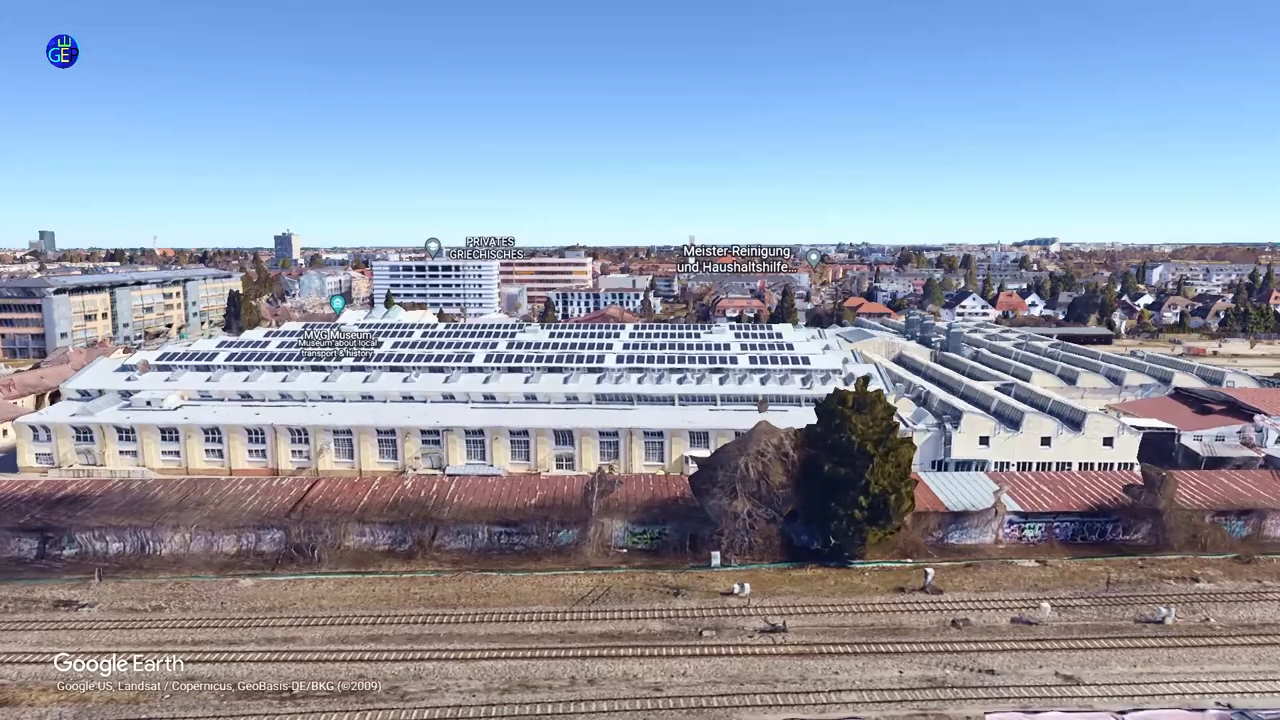 GEP
PRIVATES
GRIECHISCHES...
Meister Reinigung
und Haushaltshilfe...
MVG Museum
Museum about local
transport & history
Google Earth
Google US, Landsat / Copernicus, GeoBasis-DE/BKG (©2009)